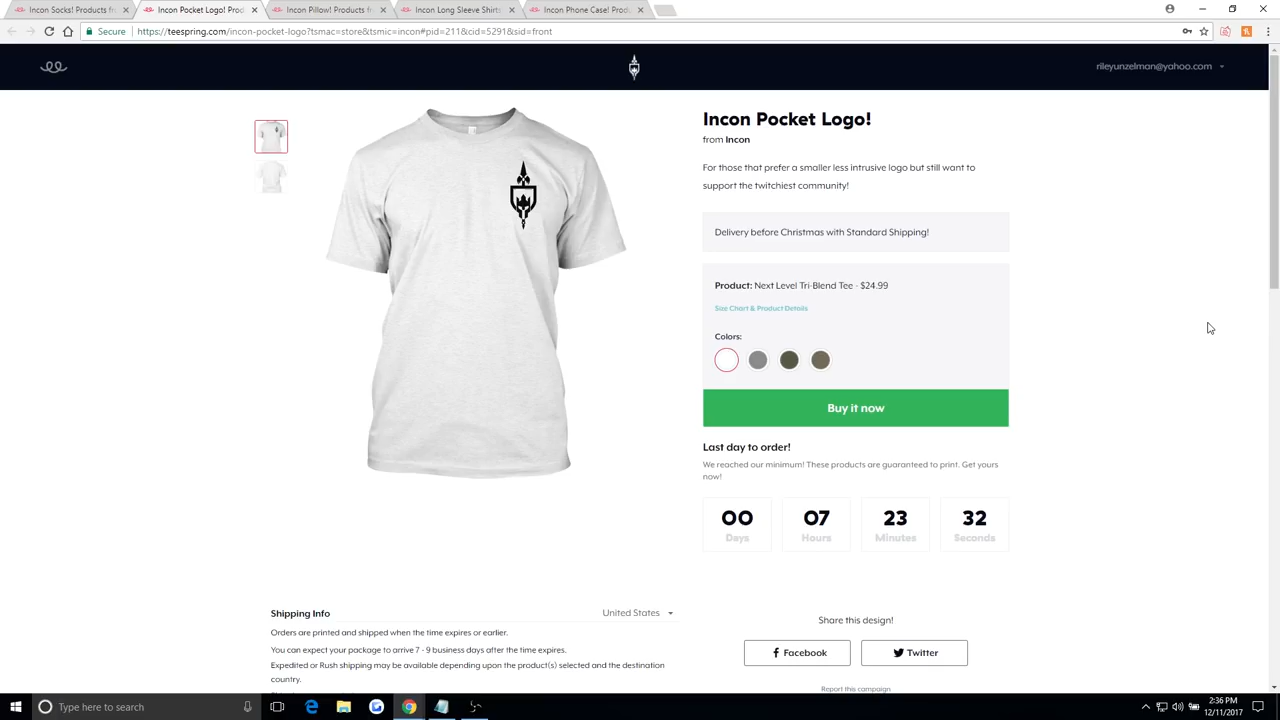 Incon Socks! Products fr
Incon Pocket Logo! Prod
Incon Pillow! Products fr
Incon Long Sleeve Shirts
Incon Phone Case! Produ
Secure
https://teespring.com/incon-pocket-logo?tsmac=store&tsmic=incon#pid=211&cid=5291&sid=front
rileyunzelman@yahoo.com
Incon Pocket Logo!
from Incon
For those that prefer a smaller less intrusive logo but still want to
support the twitchiest community!
Delivery before Christmas with Standard Shipping!
Product: Next Level Tri-Blend Tee - $24.99
Size Chart & Product Details
Colors:
Buy it now
Last day to order!
We reached our minimum! These products are guaranteed to print. Get yours
now!
00 07 23 32
Days Hours Minutes Seconds
Shipping Info
United States
Orders are printed and shipped when the time expires or earlier.
You can expect your package to arrive 7 - 9 business days after the time expires.
Expedited or Rush shipping may be available depending upon the product(s) selected and the destination
country.
Share this design!
Facebook
Twitter
Report this campaign
Type here to search
2:36 PM
12/11/2017